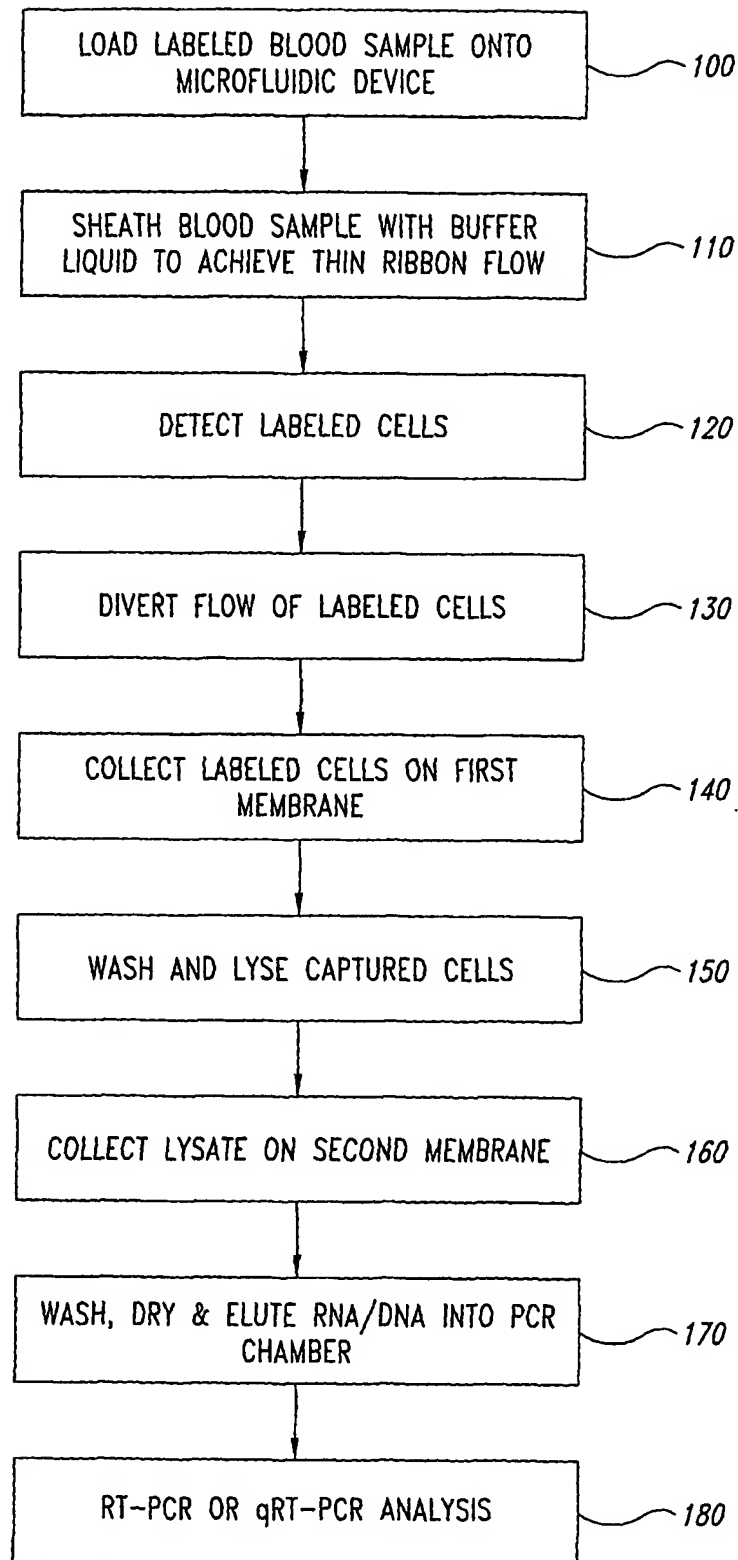 LOAD LABELED BLOOD SAMPLE ONTO
MICROFLUIDIC DEVICE
100
SHEATH BLOOD SAMPLE WITH BUFFER
LIQUID TO ACHIEVE THIN RIBBON FLOW
110
DETECT LABELED CELLS
120
DIVERT FLOW OF LABELED CELLS
130
COLLECT LABELED CELLS ON FIRST
MEMBRANE
140
WASH AND LYSE CAPTURED CELLS
150
COLLECT LYSATE ON SECOND MEMBRANE
160
WASH, DRY & ELUTE RNA/DNA INTO PCR
CHAMBER
170
RT-PCR OR qRT-PCR ANALYSIS
180